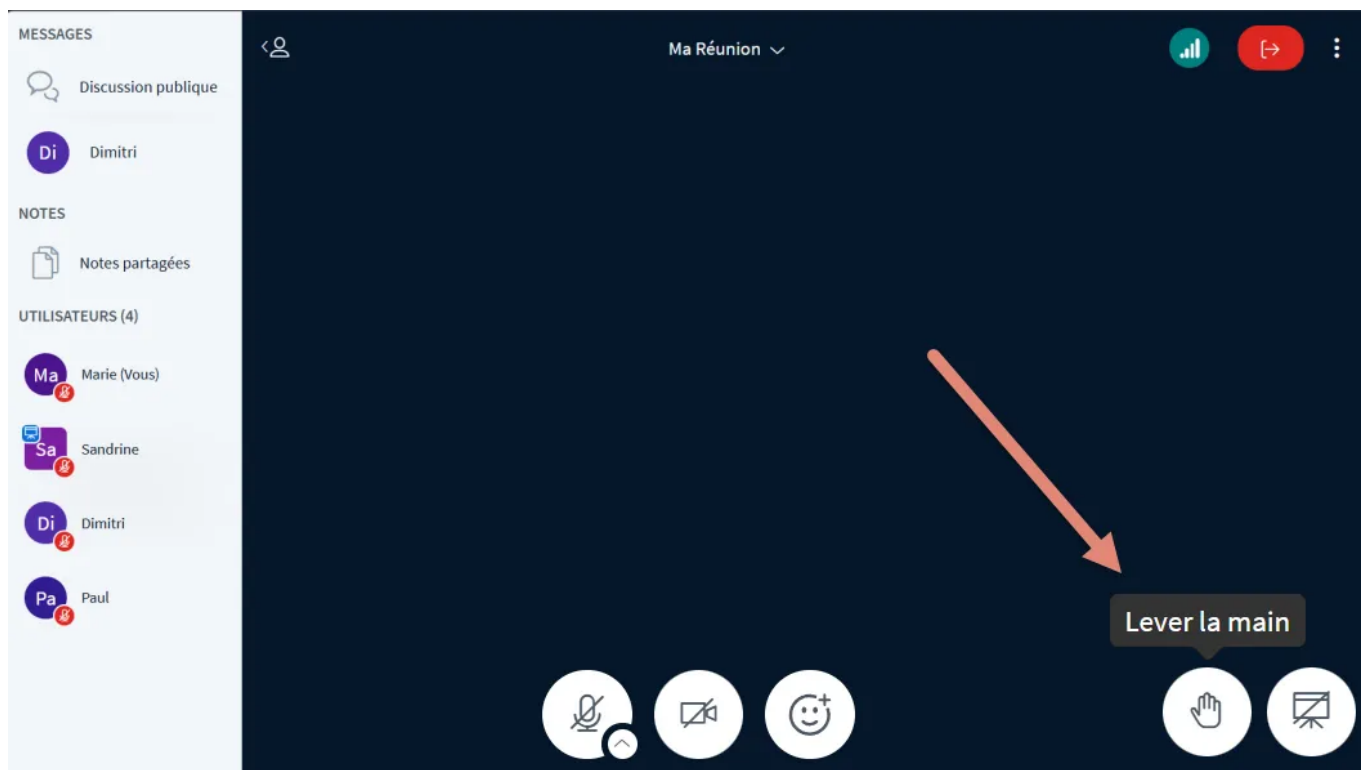 MESSAGES
Discussion publique
Di Dimitri
NOTES
Notes partagées
UTILISATEURS (4)
Ma Marie (Vous)
Sa Sandrine
Di Dimitri
Pa Paul
Ma Réunion
Lever la main